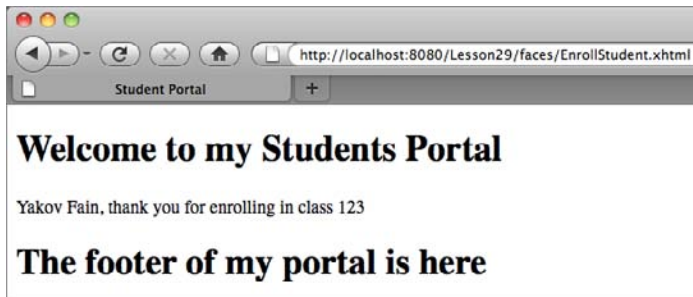 http://localhost:8080/Lesson29/faces/EnrollStudent.xhtml
Student Portal
+
Welcome to my Students Portal
Yakov Fain, thank you for enrolling in class 123
The footer of my portal is here